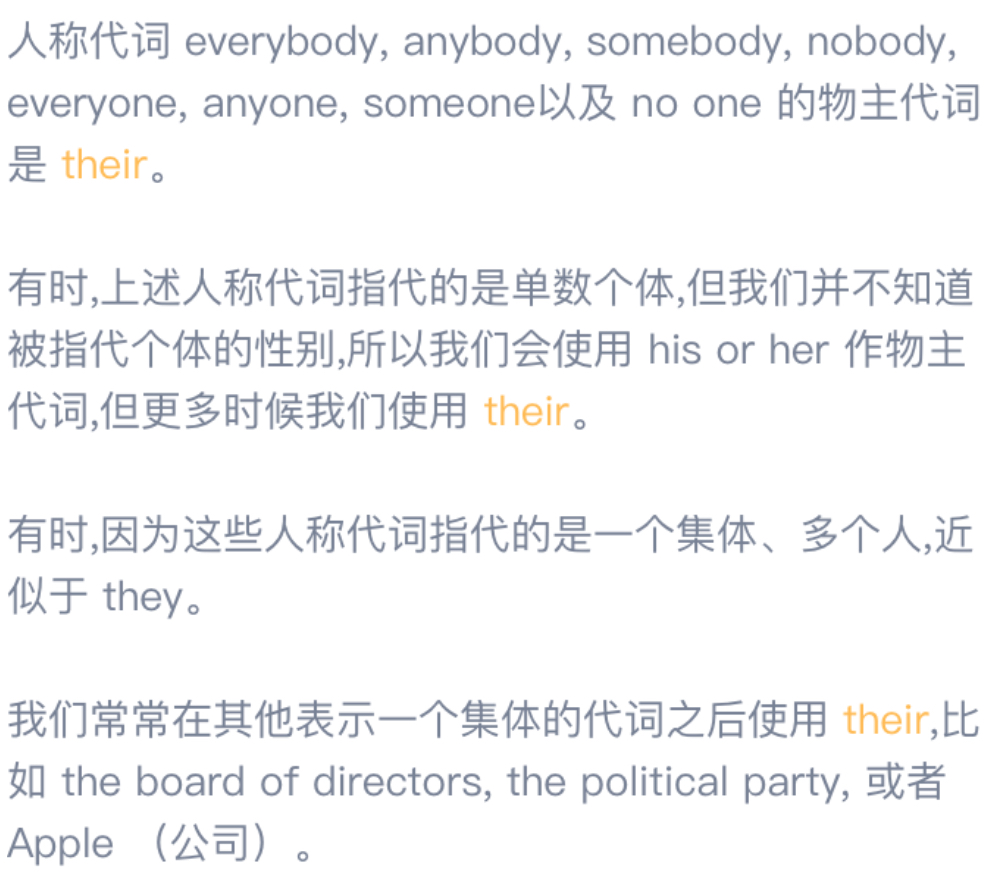 人称代词 everybody, anybody, somebody, nobody,
everyone, anyone, someone以及 no one 的物主代词
是 their。
有时,上述人称代词指代的是单数个体,但我们并不知道
被指代个体的性别,所以我们会使用 his or her 作物主
代词,但更多时候我们使用 their。
有时,因为这些人称代词指代的是一个集体、多个人,近
似于 they。
我们常常在其他表示一个集体的代词之后使用 their,比
如 the board of directors, the political party, 或者
Apple （公司）。